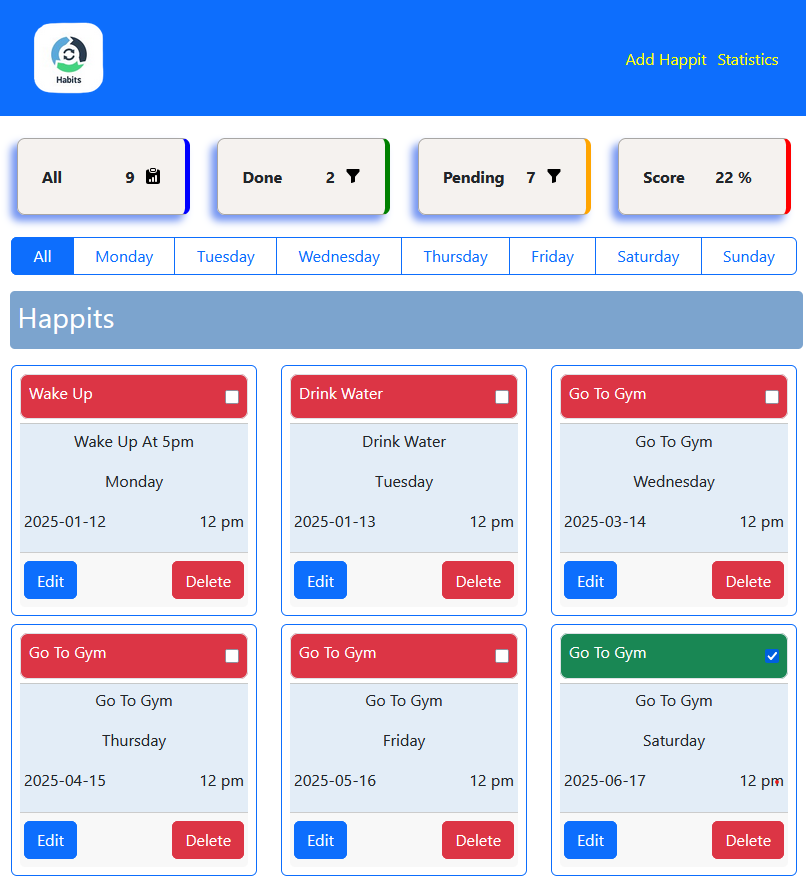 Habits
Add Happit Statistics
All 9 Done 2 Pending 7 Score 22 %
All Monday Tuesday Wednesday Thursday Friday Saturday Sunday
Happits
Wake Up Drink Water Go To Gym
Wake Up At 5pm Drink Water Go To Gym
Monday Tuesday Wednesday
2025-01-12 12 pm 2025-01-13 12 pm 2025-03-14 12 pm
Edit Delete Edit Delete Edit Delete
Go To Gym Go To Gym Go To Gym
Go To Gym Go To Gym Go To Gym
Thursday Friday Saturday
2025-04-15 12 pm 2025-05-16 12 pm 2025-06-17 12 pm
Edit Delete Edit Delete Edit Delete